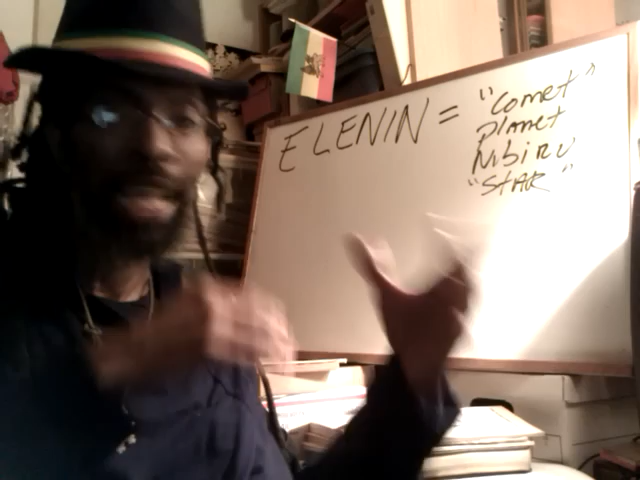 ELENIN = "comet"
planet
NibiRU
"STAR"